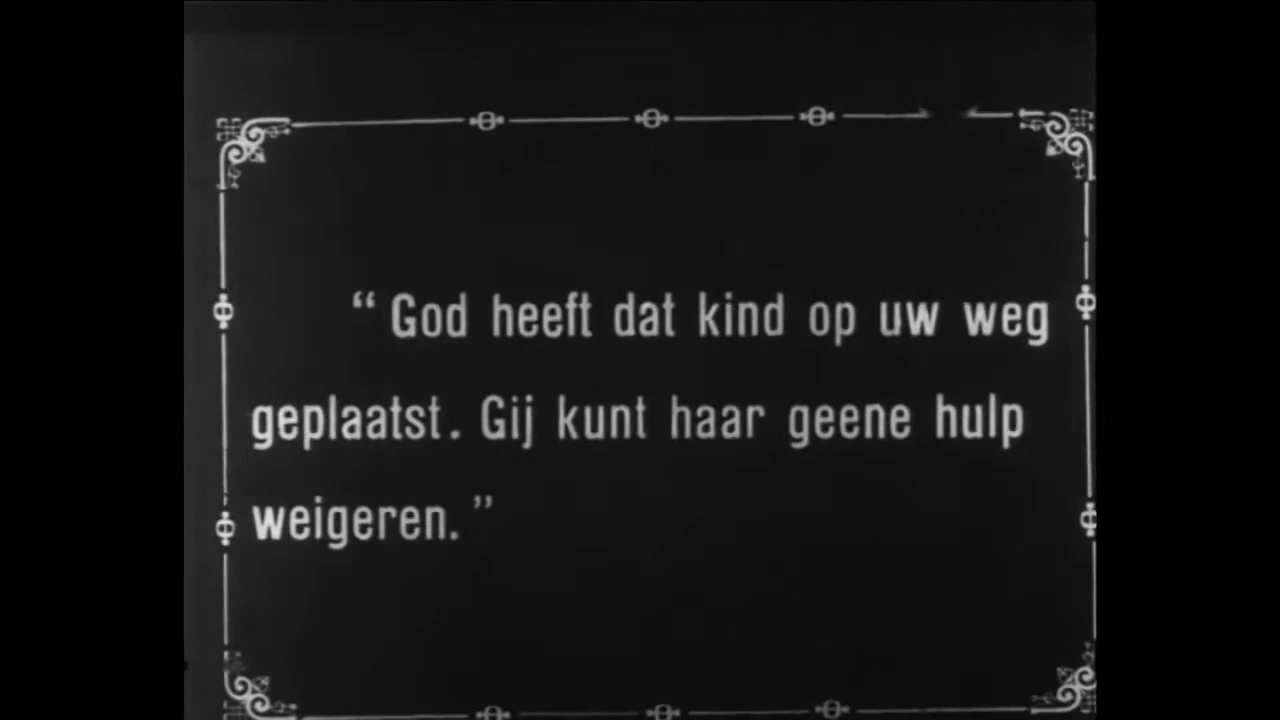 “ God heeft dat kind op uw weg
geplaatst. Gij kunt haar geene hulp
weigeren. ”